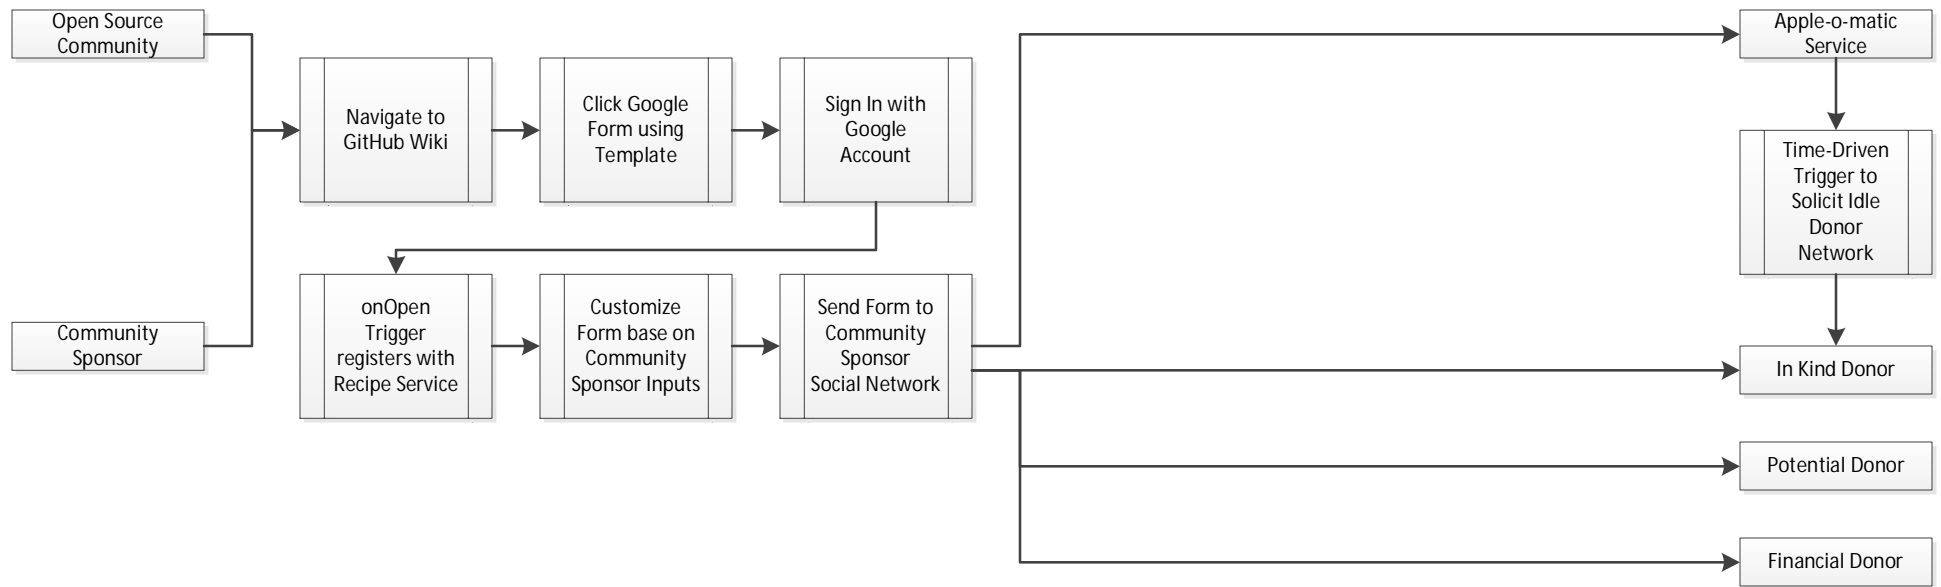 Open Source
Community
Apple-o-matic
Service
Navigate to
GitHub Wiki
Click Google
Form using
Template
Sign In with
Google
Account
Time-Driven
Trigger to
Solicit Idle
Donor
Network
Community
Sponsor
onOpen
Trigger
registers with
Recipe Service
Customize
Form base on
Community
Sponsor Inputs
Send Form to
Community
Sponsor
Social Network
In Kind Donor
Potential Donor
Financial Donor